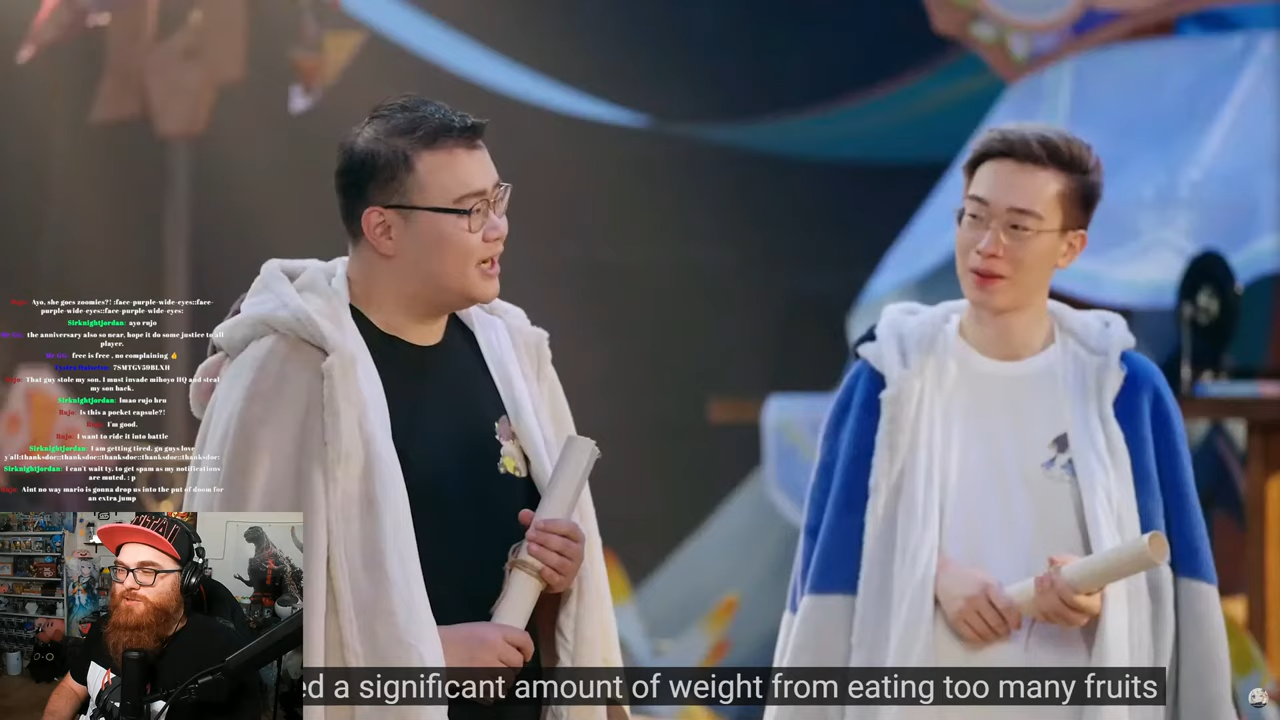 Rujo: Ayo, she goes zoomies?! :face-purple-wide-eyes::face-
purple-wide-eyes::face-purple-wide-eyes:
Sirknightjordan: ayo rujo
the anniversary also so near, hope it do some justice to all
player.
free is free , no complaining 👍
7SMTGV59BLXH
That guy stole my son. I must invade mihoyo HQ and steal
my son back.
Sirknightjordan: lmao rujo bru
Rujo: Is this a pocket capsule?!
I'm good.
Rujo: I want to ride it into battle
Sirknightjordan: I am getting tired. gn guys love
y'all:thanksdoc::thanksdoc::thanksdoc::thanksdoc::thanksdoc:
Sirknightjordan: I can't wait ty. to get spam as my notifications
are muted. : p
Aint no way mario is gonna drop us into the put of doom for
an extra jump
ed a significant amount of weight from eating too many fruits